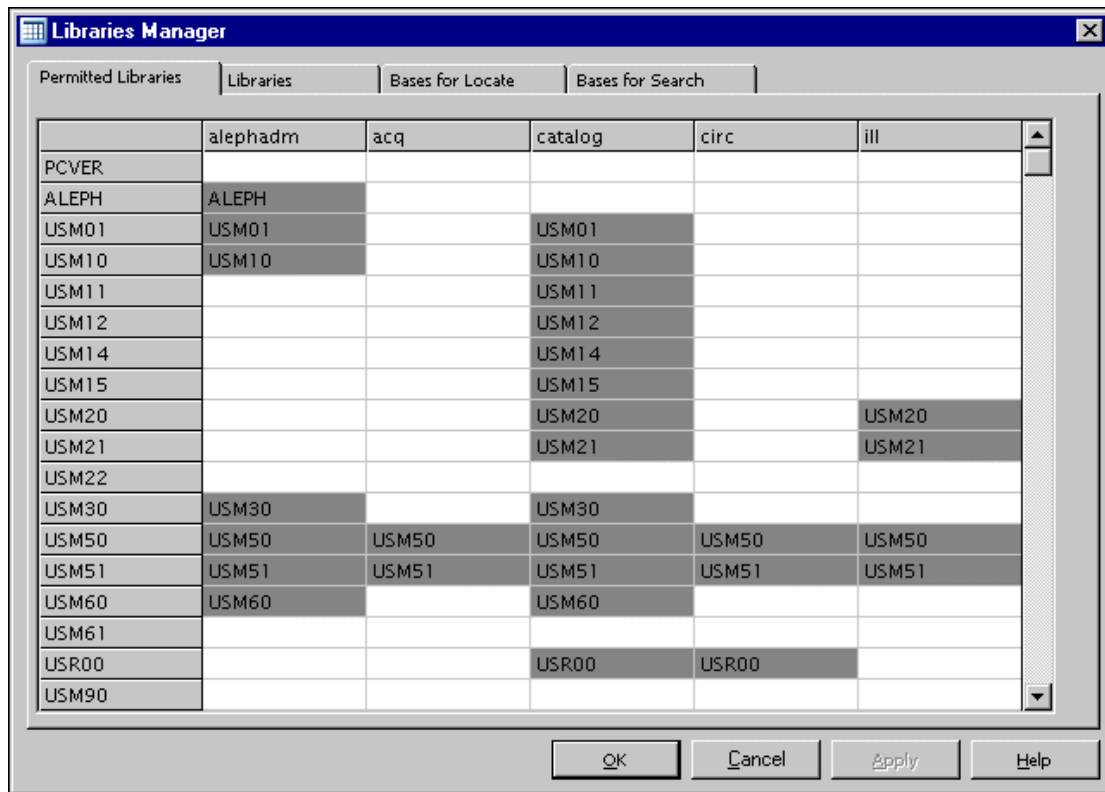 Libraries Manager
Permitted Libraries Libraries Bases for Locate Bases for Search
alephadm acq catalog circ ill
PCVER
ALEPH ALEPH
USM01 USM01 USM01
USM10 USM10 USM10
USM11 USM11
USM12 USM12
USM14 USM14
USM15 USM15
USM20 USM20 USM20
USM21 USM21 USM21
USM22
USM30 USM30 USM30
USM50 USM50 USM50 USM50 USM50 USM50
USM51 USM51 USM51 USM51 USM51 USM51
USM60 USM60 USM60
USM61
USR00 USR00 USR00
USM90
OK Cancel Apply Help